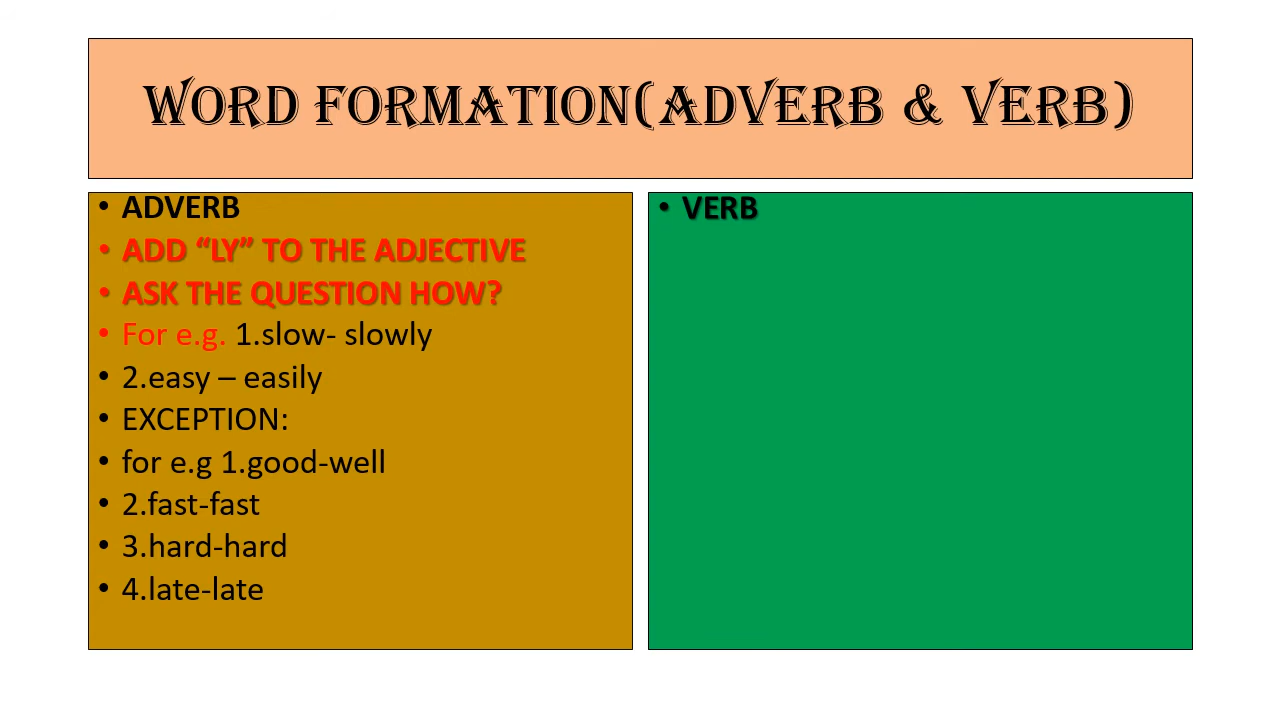 WORD FORMATION(ADVERB & VERB)
• ADVERB
• ADD “LY” TO THE ADJECTIVE
• ASK THE QUESTION HOW?
• For e.g. 1.slow- slowly
• 2.easy – easily
• EXCEPTION:
• for e.g 1.good-well
• 2.fast-fast
• 3.hard-hard
• 4.late-late
• VERB